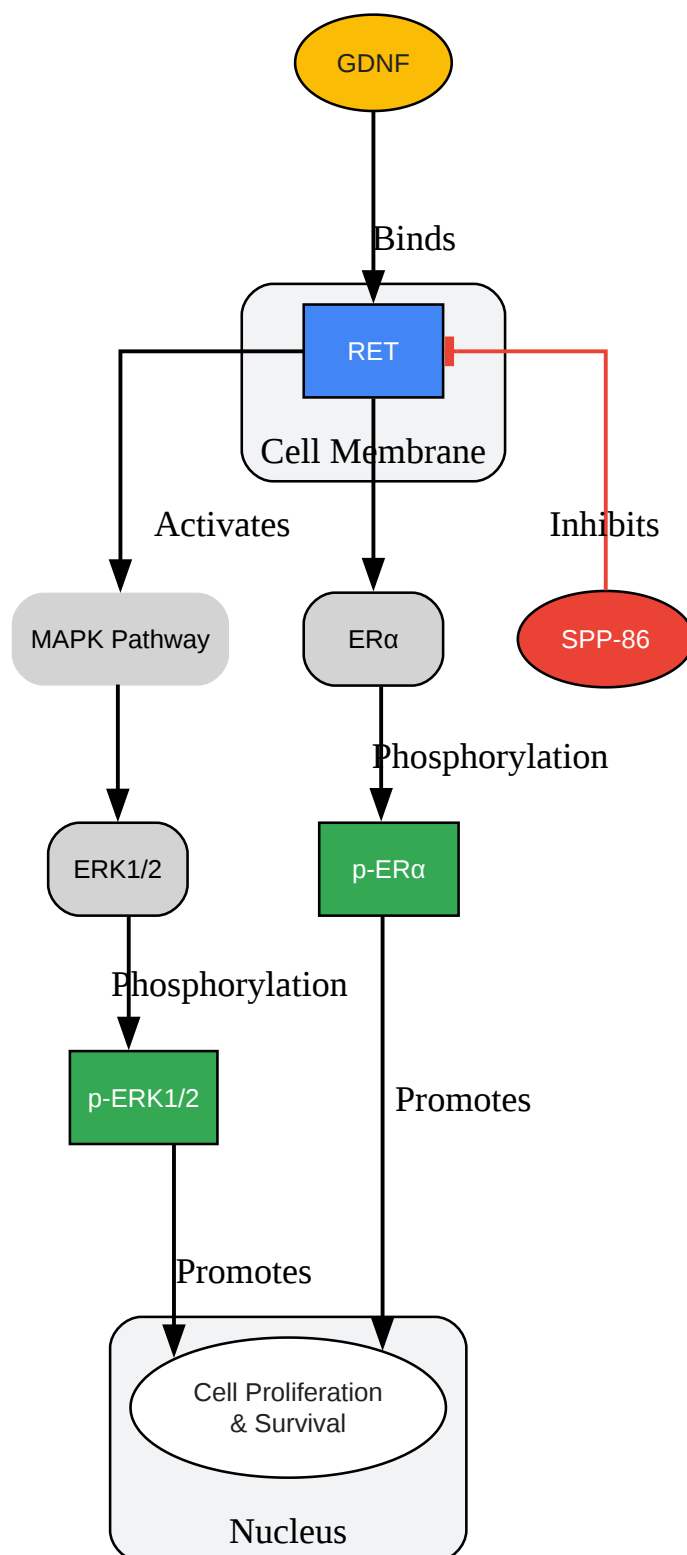 GDNF
Binds
RET
Cell Membrane
Activates
Inhibits
MAPK Pathway
ERα
SPP-86
Phosphorylation
ERK1/2
p-ERα
Phosphorylation
p-ERK1/2
Promotes
Promotes
Cell Proliferation
& Survival
Nucleus